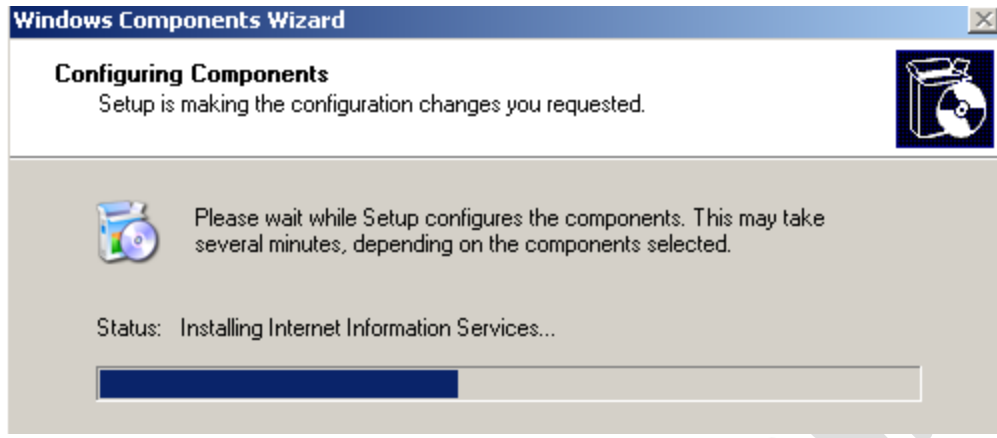 Windows Components Wizard
Configuring Components
Setup is making the configuration changes you requested.
Please wait while Setup configures the components. This may take
several minutes, depending on the components selected.
Status: Installing Internet Information Services...